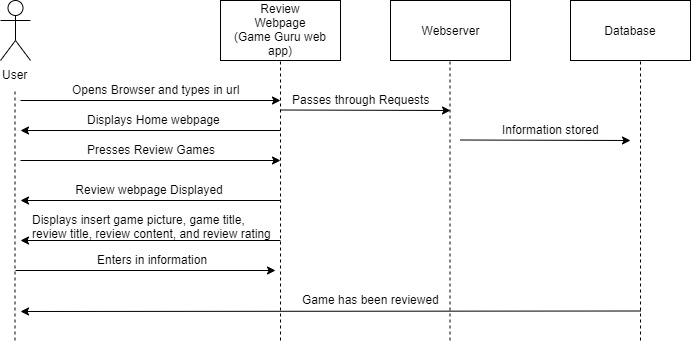 Review
Webpage
(Game Guru web
app)
Webserver
Database
User
Opens Browser and types in url
Passes through Requests
Displays Home webpage
Information stored
Presses Review Games
Review webpage Displayed
Displays insert game picture, game title,
review title, review content, and review rating
Enters in information
Game has been reviewed